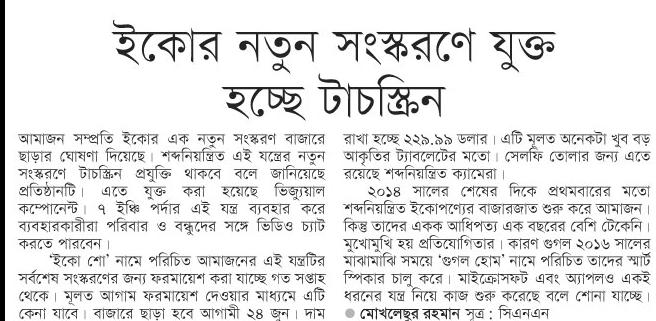 ইকোর নতুন সংস্করণে যুক্ত
হচ্ছে টাচস্ক্রিন
আমাজন সম্প্রতি ইকোর এক নতুন সংস্করণ বাজারে
ছাড়ার ঘোষণা দিয়েছে। শব্দনিয়ন্ত্রিত এই যন্ত্রের নতুন
সংস্করণে টাচস্ক্রিন প্রযুক্তি থাকবে বলে জানিয়েছে
প্রতিষ্ঠানটি। এতে যুক্ত করা হয়েছে ভিজ্যুয়াল
কম্পোনেন্ট। ৭ ইঞ্চি পর্দার এই যন্ত্র ব্যবহার করে
ব্যবহারকারীরা পরিবার ও বন্ধুদের সঙ্গে ভিডিও চ্যাট
করতে পারবেন।
'ইকো শো' নামে পরিচিত আমাজনের এই যন্ত্রটির
সর্বশেষ সংস্করণের জন্য ফরমায়েশ করা যাচ্ছে গত সপ্তাহ
থেকে। মূলত আগাম ফরমায়েশ দেওয়ার মাধ্যমে এটি
কেনা যাবে। বাজারে ছাড়া হবে আগামী ২৪ জুন। দাম
রাখা হচ্ছে ২২৯.৯৯ ডলার। এটি মূলত অনেকটা খুব বড়
আকৃতির ট্যাবলেটের মতো। সেলফি তোলার জন্য এতে
রয়েছে শব্দনিয়ন্ত্রিত ক্যামেরা।
২০১৪ সালের শেষের দিকে প্রথমবারের মতো
শব্দনিয়ন্ত্রিত ইকোপণ্যের বাজারজাত শুরু করে আমাজন।
কিন্তু তাদের একক আধিপত্য এক বছরের বেশি টেকেনি।
মুখোমুখি হয় প্রতিযোগিতার। কারণ গুগল ২০১৬ সালের
মাঝামাঝি সময়ে 'গুগল হোম' নামে পরিচিত তাদের স্মার্ট
স্পিকার চালু করে। মাইক্রোসফট এবং অ্যাপলও একই
ধরনের যন্ত্র নিয়ে কাজ শুরু করেছে বলে শোনা যাচ্ছে।
● মোখলেছুর রহমান সূত্র : সিএনএন